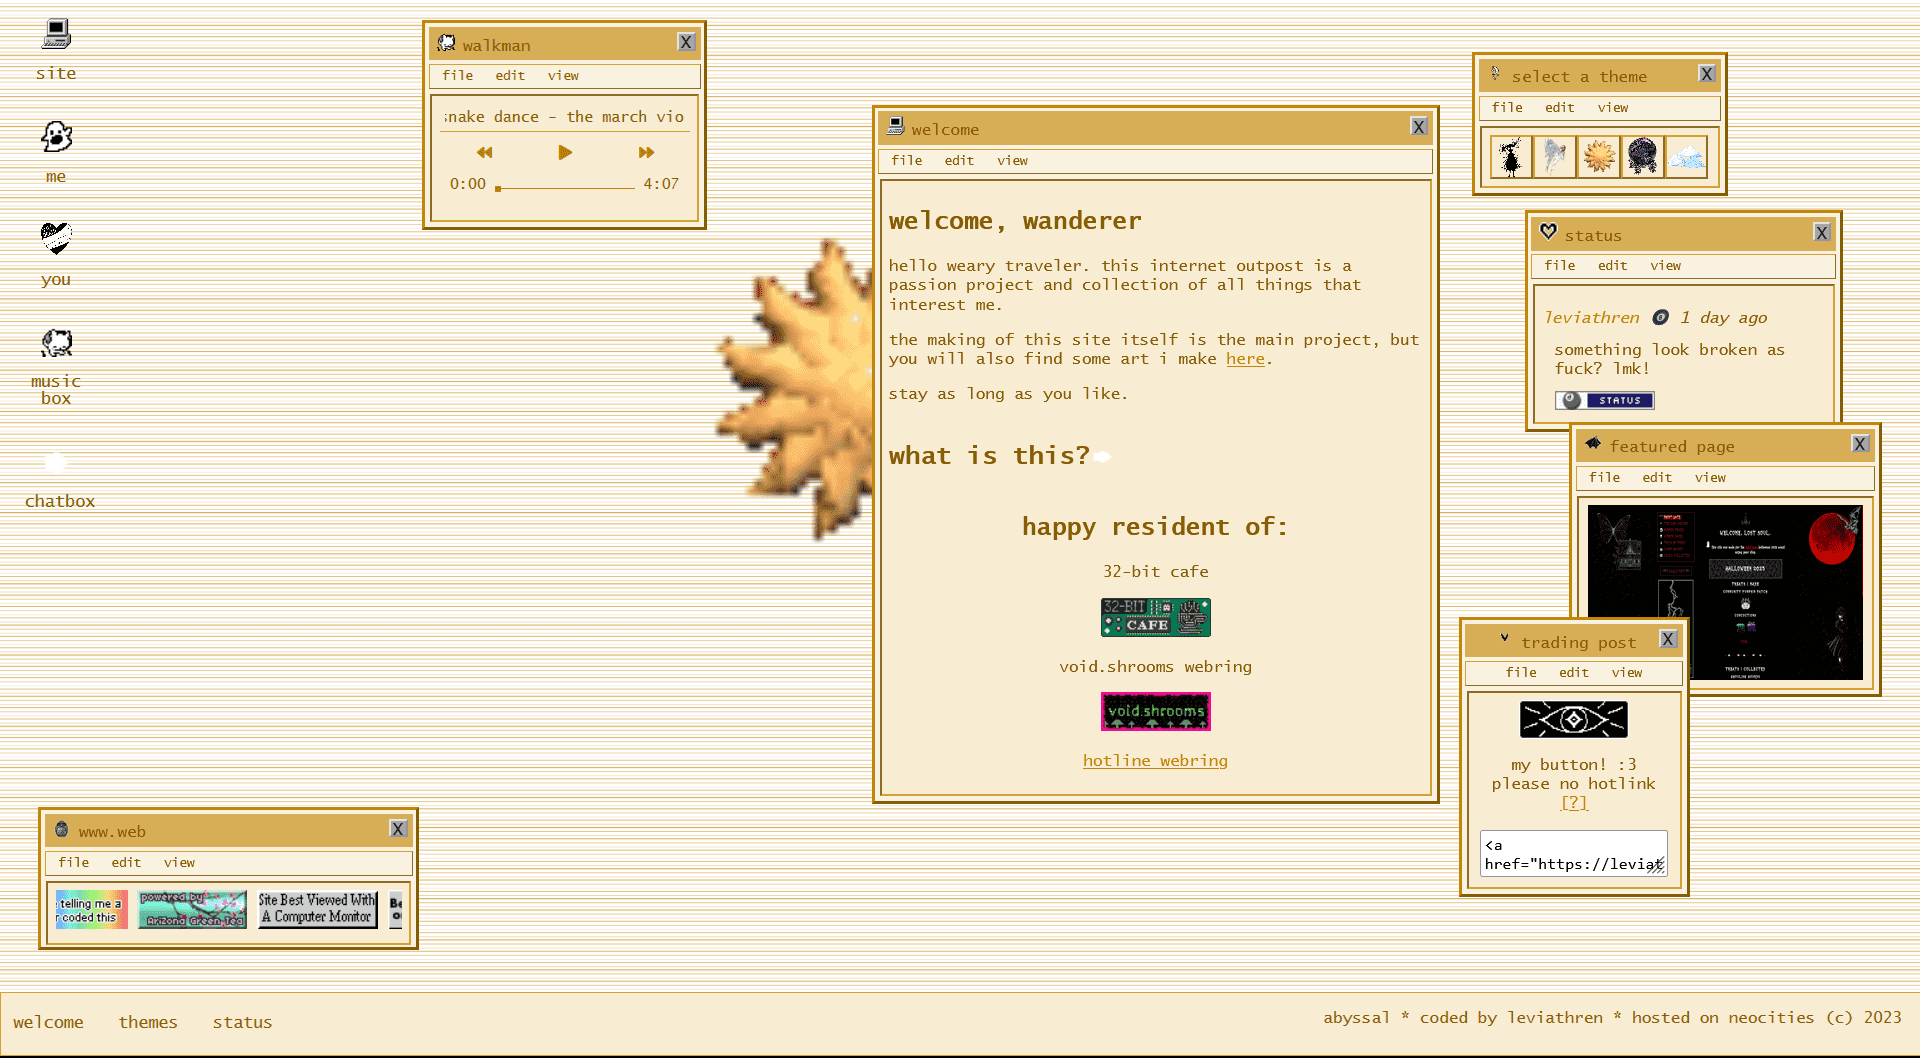 site
me
you
music
box
chatbox
walkman
X
file edit view
snake dance - the march vio
0:00 4:07
welcome
X
file edit view
welcome, wanderer
hello weary traveler. this internet outpost is a
passion project and collection of all things that
interest me.
the making of this site itself is the main project, but
you will also find some art i make here.
stay as long as you like.
what is this?
happy resident of:
32-bit cafe
32-BIT
CAFE
void.shrooms webring
void.shrooms
hotline webring
select a theme
X
file edit view
status
X
file edit view
leviathren 1 day ago
something look broken as
fuck? lmk!
STATUS
featured page
X
file edit view
WELCOME, LOST SOUL.
HALLOWEEN 2023
trading post
X
file edit view
my button! :3
please no hotlink
[?]
<a
href="https://leviat
www.web
X
file edit view
telling me a
r coded this
powered by
AriZona Green Tea
Site Best Viewed With
A Computer Monitor
Be
welcome themes status
abyssal * coded by leviathren * hosted on neocities (c) 2023